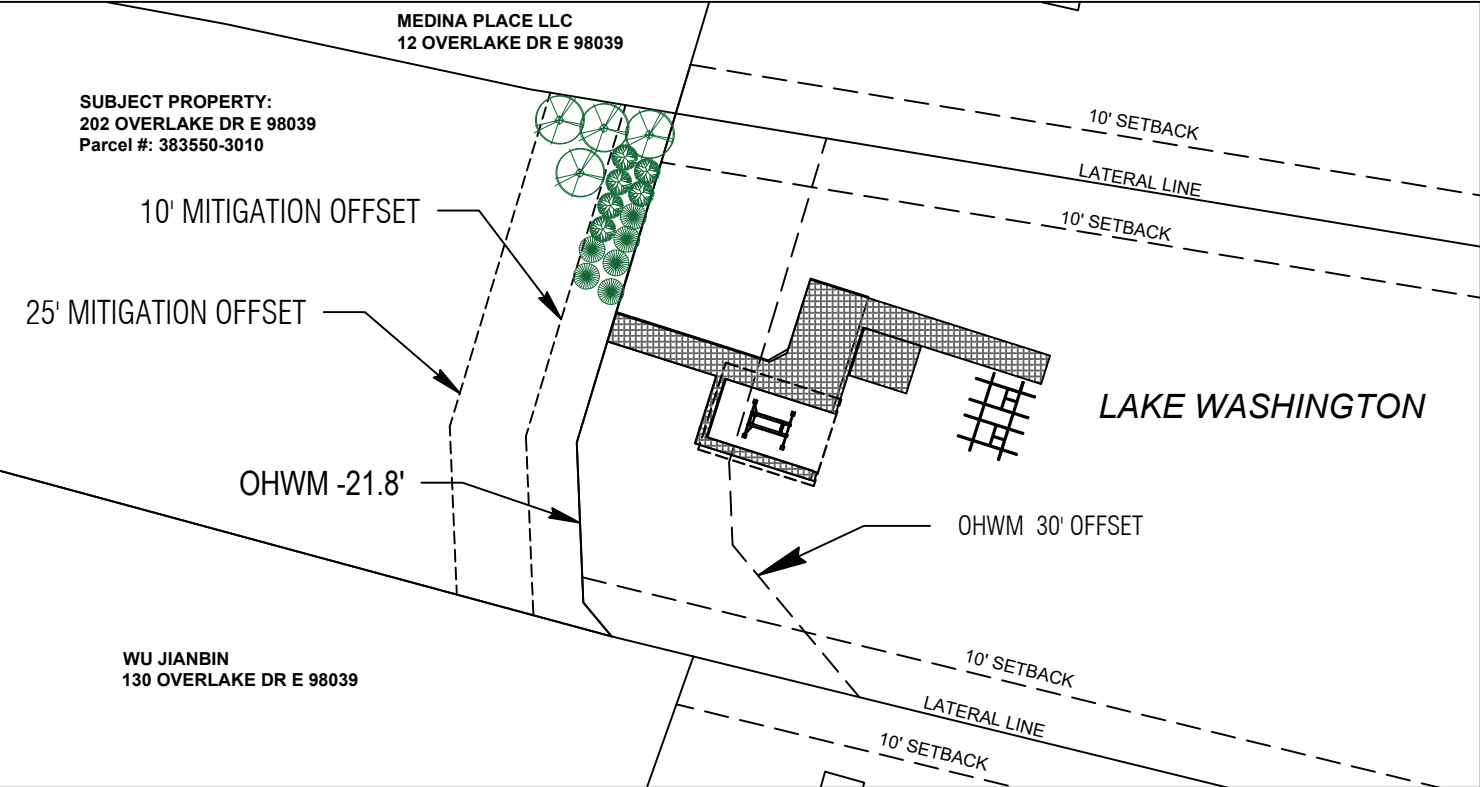 MEDINA PLACE LLC
12 OVERLAKE DR E 98039
SUBJECT PROPERTY:
202 OVERLAKE DR E 98039
Parcel #: 383550-3010
10' SETBACK
LATERAL LINE
10' SETBACK
10' MITIGATION OFFSET
25' MITIGATION OFFSET
LAKE WASHINGTON
OHWM -21.8'
OHWM 30' OFFSET
WU JIANBIN
130 OVERLAKE DR E 98039
10' SETBACK
LATERAL LINE
10' SETBACK